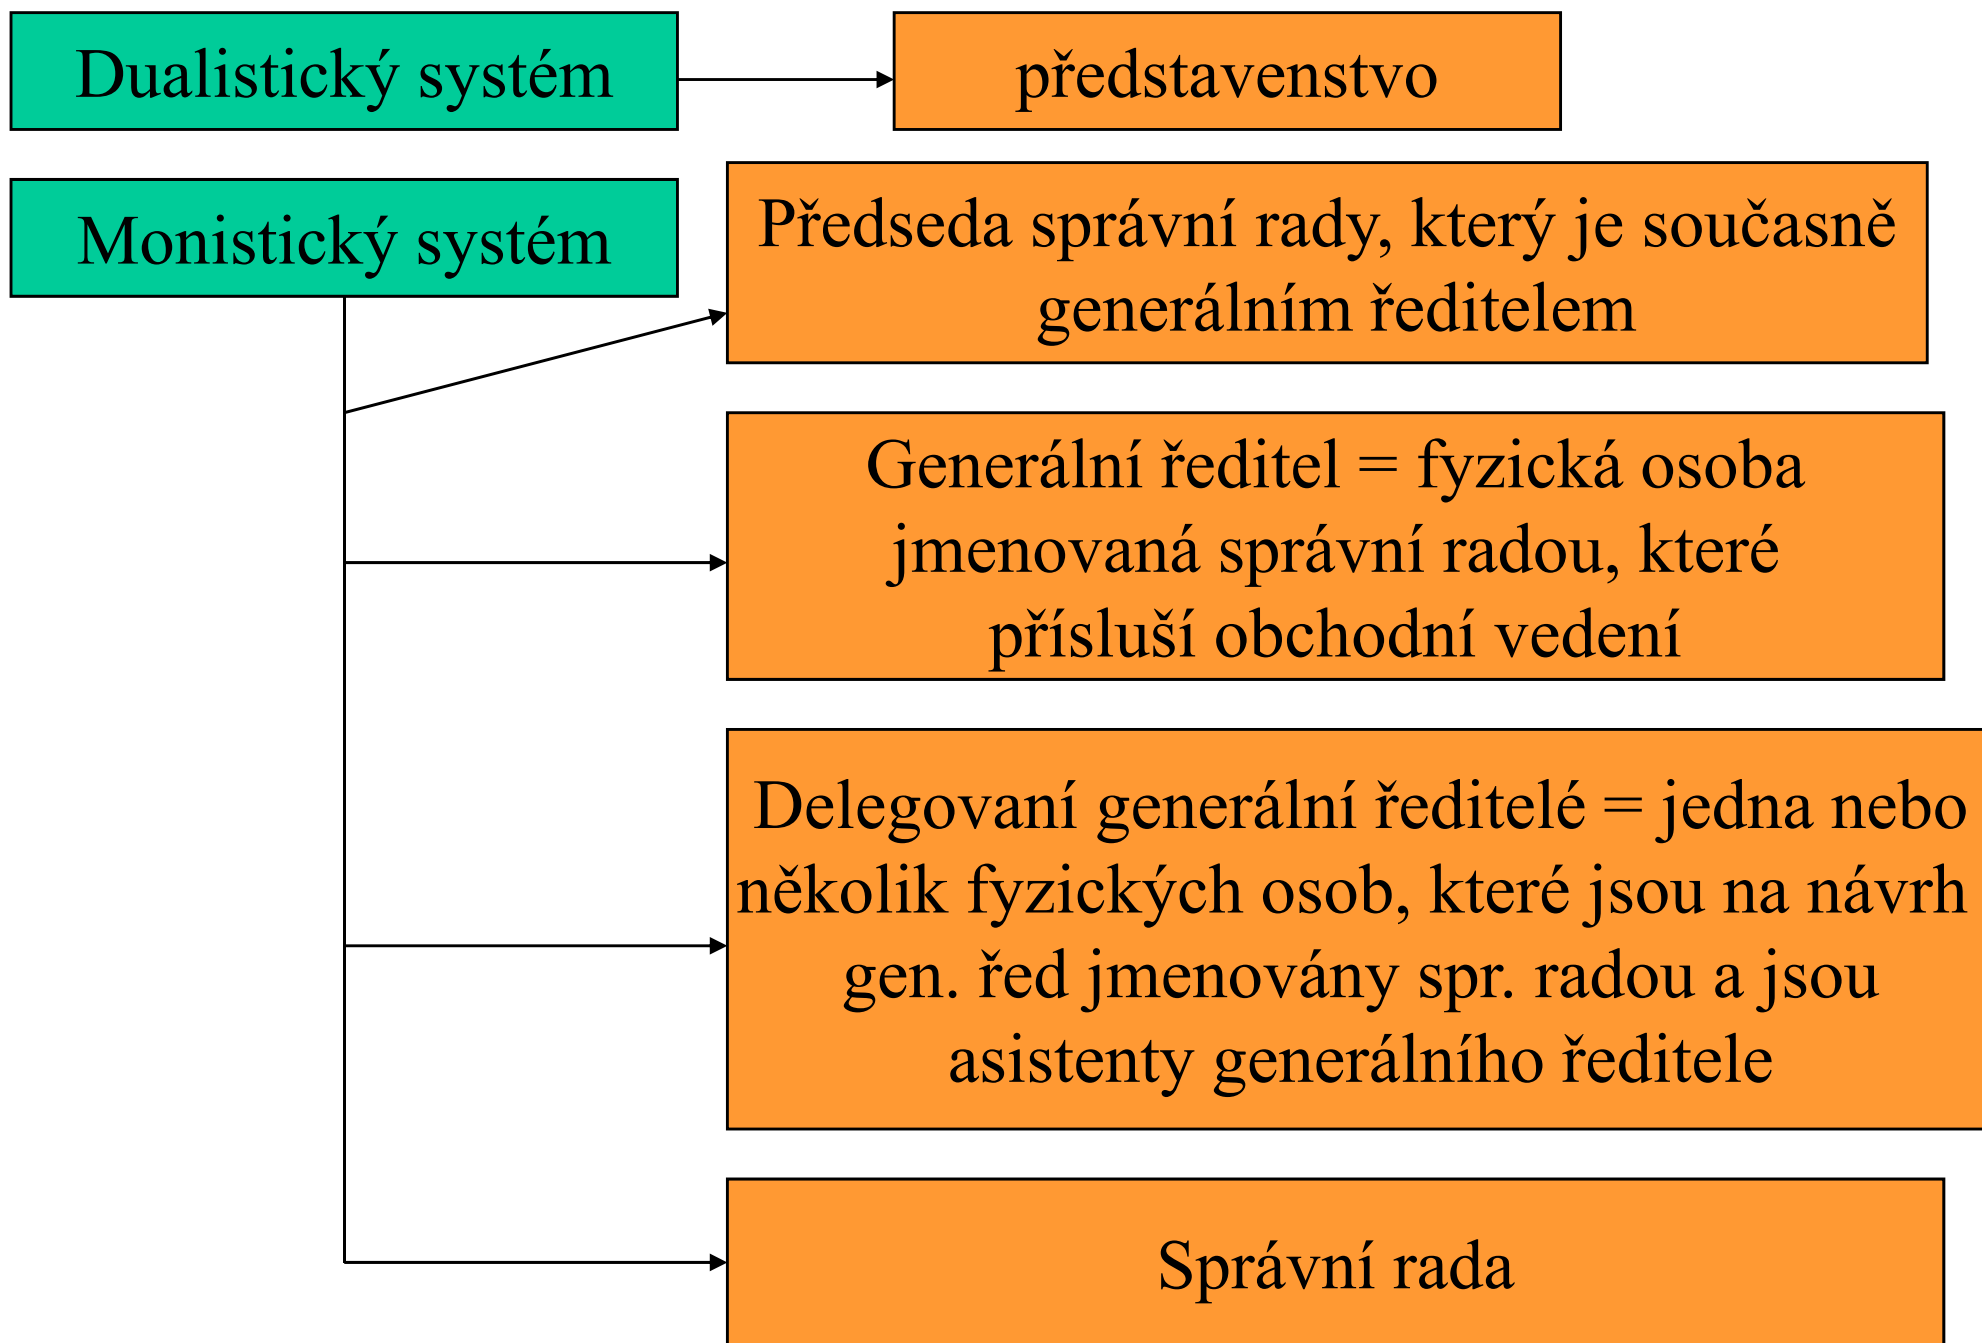 Dualistický systém
představenstvo
Monistický systém
Předseda správní rady, který je současně
generálním ředitelem
Generální ředitel = fyzická osoba
jmenovaná správní radou, které
přísluší obchodní vedení
Delegovaní generální ředitelé = jedna nebo
několik fyzických osob, které jsou na návrh
gen. řed jmenovány spr. radou a jsou
asistenty generálního ředitele
Správní rada